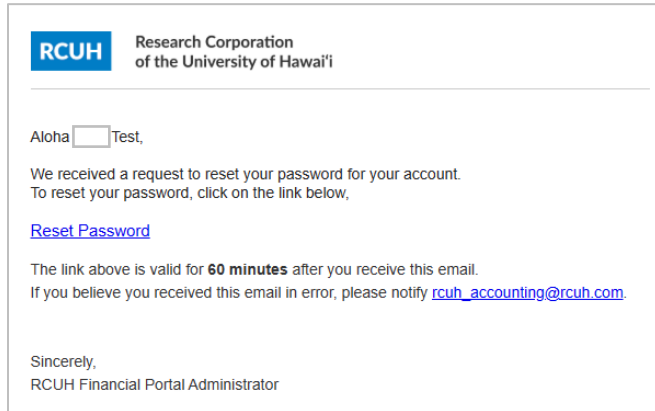 RCUH
Research Corporation
of the University of Hawai‘i
Aloha Test,
We received a request to reset your password for your account.
To reset your password, click on the link below,
Reset Password
The link above is valid for 60 minutes after you receive this email.
If you believe you received this email in error, please notify rcuh_accounting@rcuh.com.
Sincerely,
RCUH Financial Portal Administrator